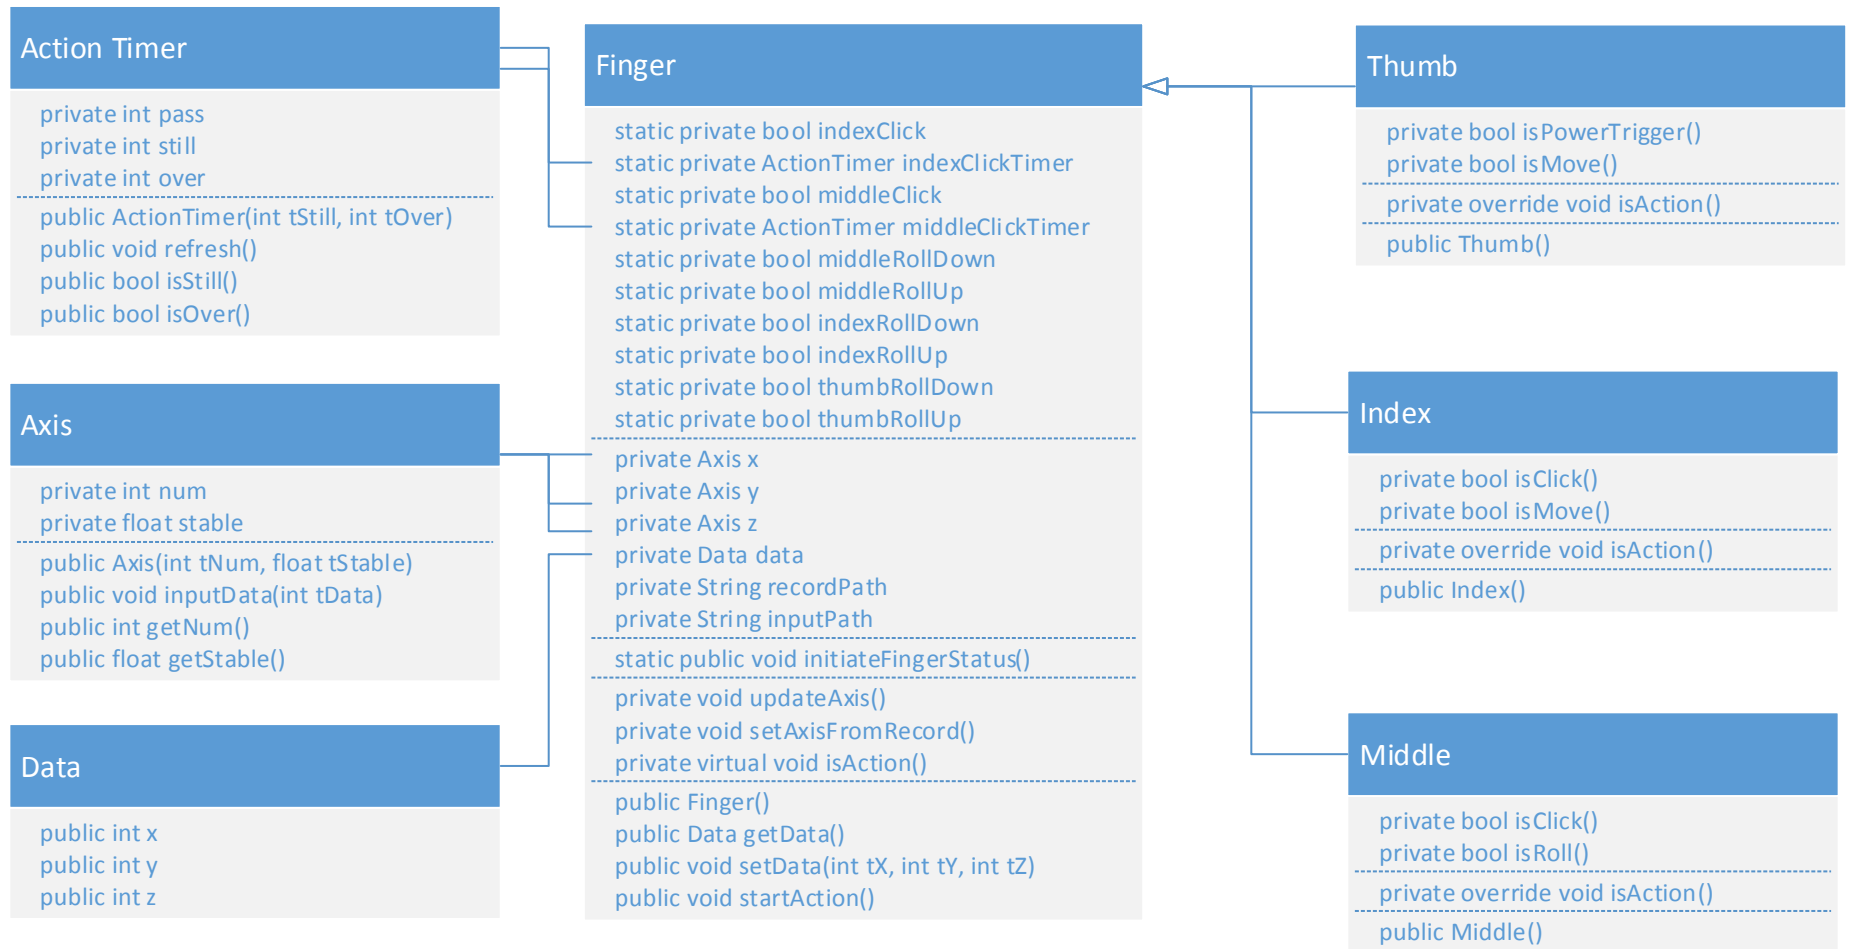 Action Timer
private int pass
private int still
private int over
public ActionTimer(int tStill, int tOver)
public void refresh()
public bool isStill()
public bool isOver()
Axis
private int num
private float stable
public Axis(int tNum, float tStable)
public void inputData(int tData)
public int getNum()
public float getStable()
Data
public int x
public int y
public int z
Finger
static private bool indexClick
static private ActionTimer indexClickTimer
static private bool middleClick
static private ActionTimer middleClickTimer
static private bool middleRollDown
static private bool middleRollUp
static private bool indexRollDown
static private bool indexRollUp
static private bool thumbRollDown
static private bool thumbRollUp
private Axis x
private Axis y
private Axis z
private Data data
private String recordPath
private String inputPath
static public void initiateFingerStatus()
private void updateAxis()
private void setAxisFromRecord()
private virtual void isAction()
public Finger()
public Data getData()
public void setData(int tX, int tY, int tZ)
public void startAction()
Thumb
private bool isPowerTrigger()
private bool isMove()
private override void isAction()
public Thumb()
Index
private bool isClick()
private bool isMove()
private override void isAction()
public Index()
Middle
private bool isClick()
private bool isRoll()
private override void isAction()
public Middle()